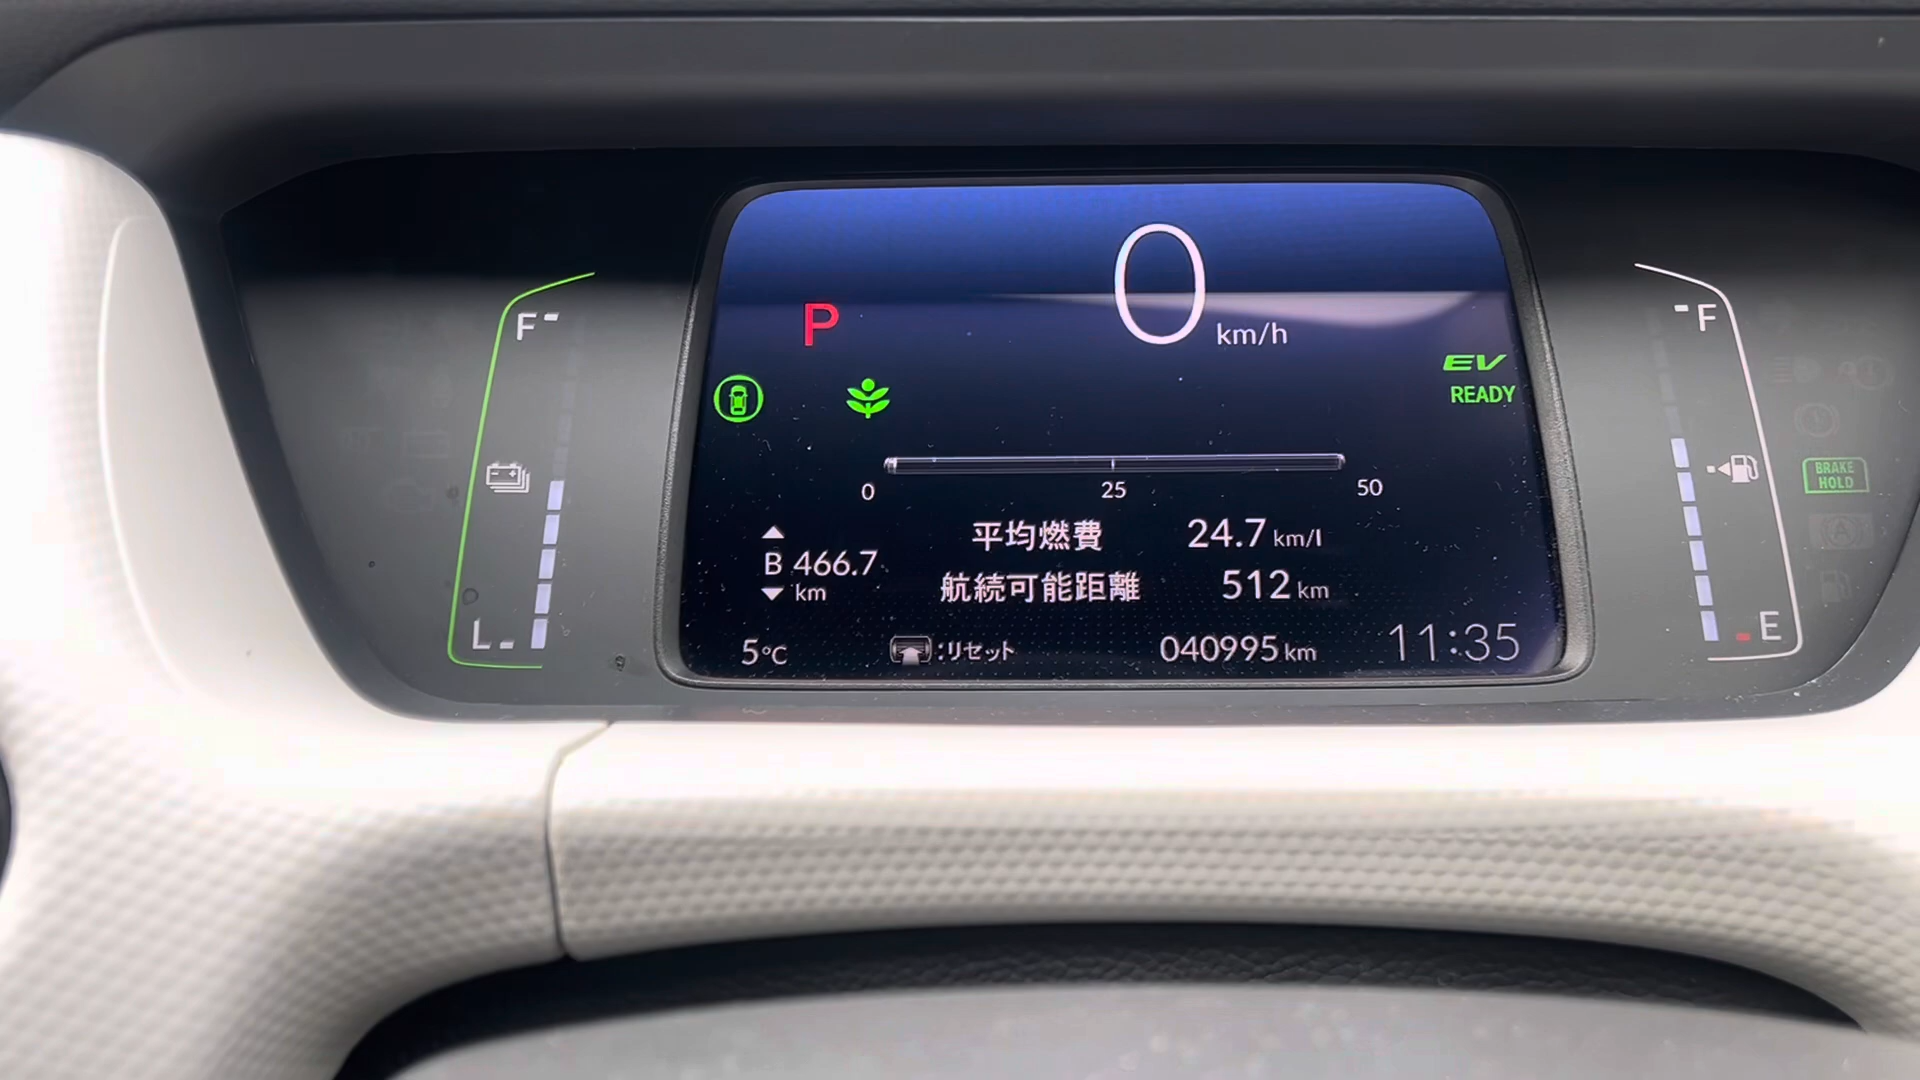 0 km/h
P
F
F
EV
READY
BRAKE HOLD
0 25 50
平均燃費 24.7 km/l
B 466.7 km
航続可能距離 512 km
L
E
5℃
:リセット
040995 km
11:35